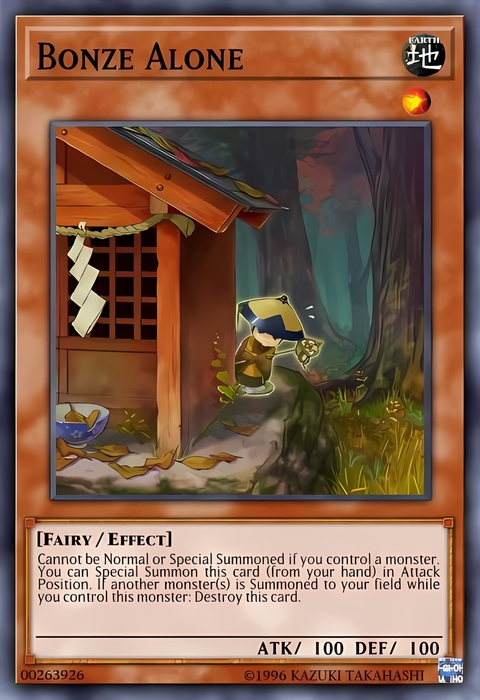 Bonze Alone
EARTH
地
[Fairy / Effect]
Cannot be Normal or Special Summoned if you control a monster.
You can Special Summon this card (from your hand) in Attack
Position. If another monster(s) is Summoned to your field while
you control this monster: Destroy this card.
ATK/ 100 DEF/ 100
00263926
©1996 KAZUKI TAKAHASHI